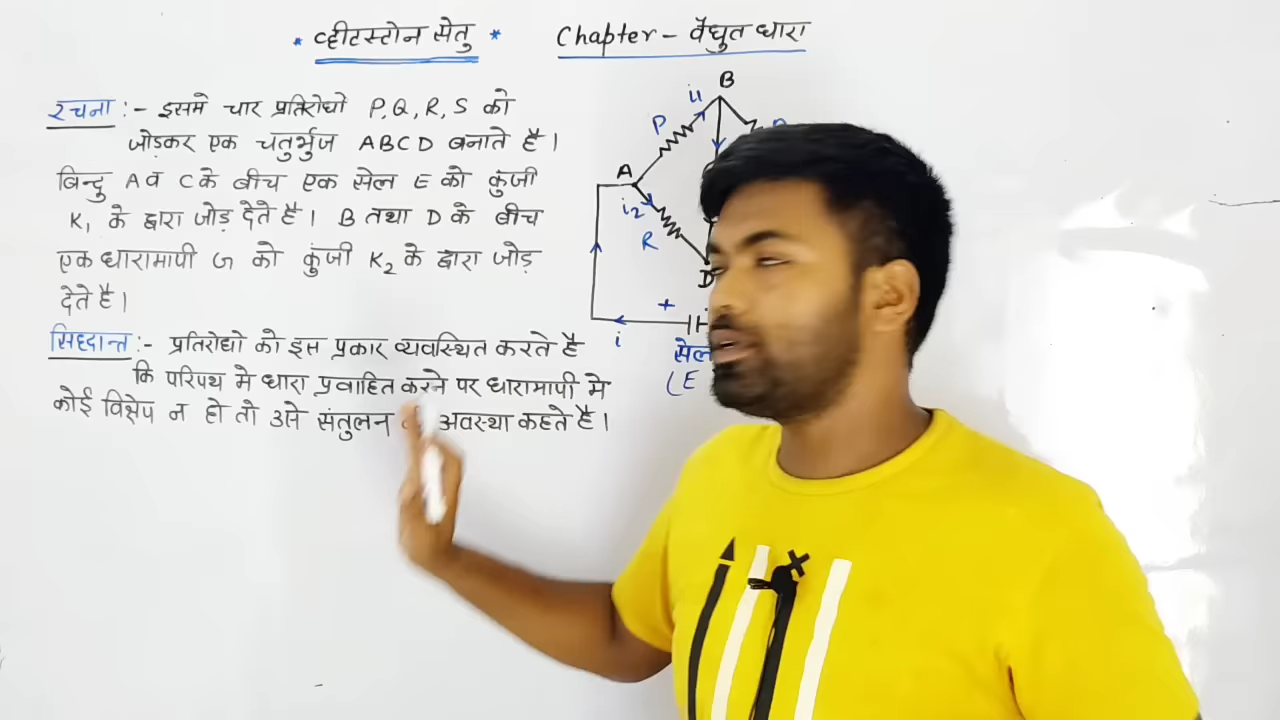 * व्हीटस्टोन सेतु *
Chapter – वैद्युत धारा
रचना :- इसमे चार प्रतिरोधो P,Q,R,S को
जोड़कर एक चतुर्भुज ABCD बनाते है।
बिन्दु A व C के बीच एक सेल E को कुंजी
K₁ के द्वारा जोड़ देते है। B तथा D के बीच
एक धारामापी G को कुंजी K₂ के द्वारा जोड़
देते है।
सिध्दान्त :- प्रतिरोधो को इस प्रकार व्यवस्थित करते है
कि परिपथ मे धारा प्रवाहित करने पर धारामापी मे
कोई विक्षेप न हो तो उसे संतुलन अवस्था कहते है।
B
i1
P
A
i2
R
D
+
i
सेल
(E